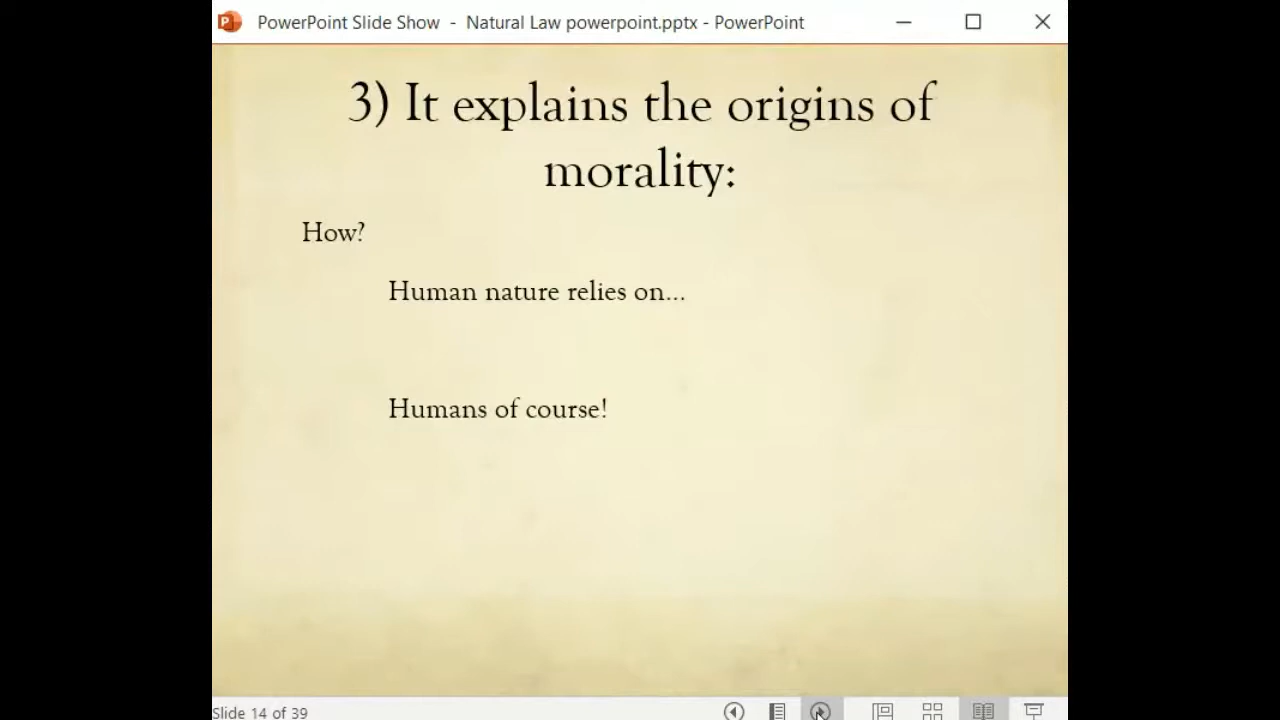 PowerPoint Slide Show - Natural Law powerpoint.pptx - PowerPoint
3) It explains the origins of
morality:
How?
Human nature relies on...
Humans of course!
Slide 14 of 39